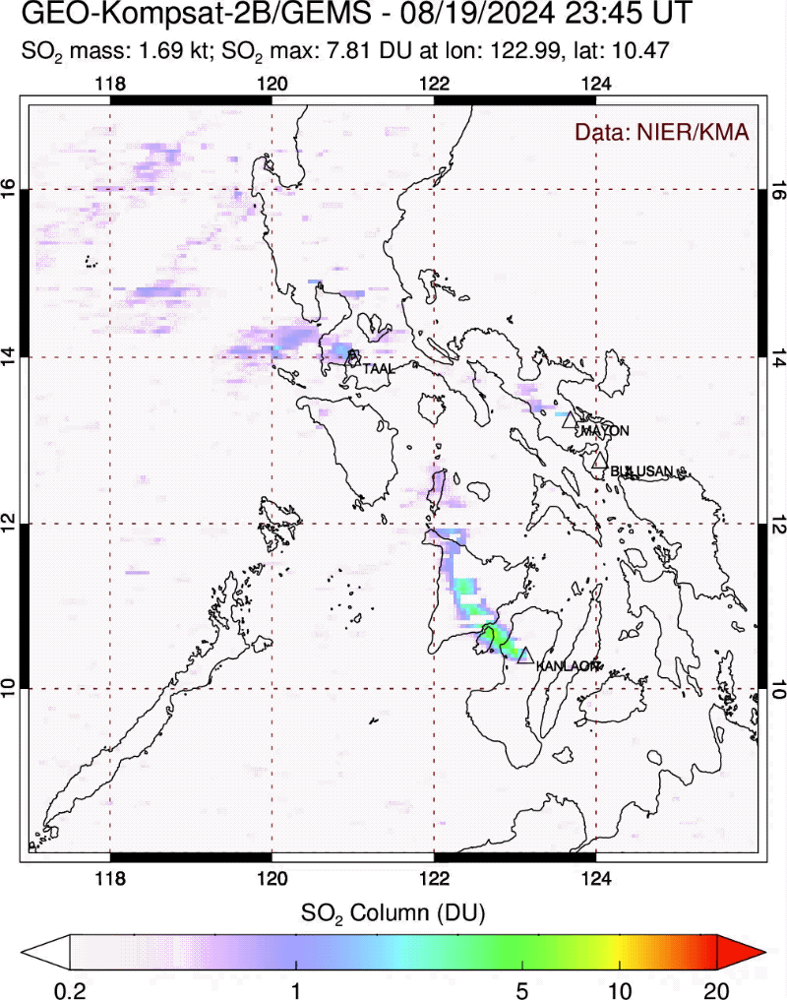 GEO-Kompsat-2B/GEMS - 08/19/2024 23:45 UT
SO₂ mass: 1.69 kt; SO₂ max: 7.81 DU at lon: 122.99, lat: 10.47
118 120 122 124
Data: NIER/KMA
16 16
14 14
TAAL
MAYON
BULUSAN
12 12
KANLAON
10 10
118 120 122 124
SO₂ Column (DU)
0.2 1 5 10 20